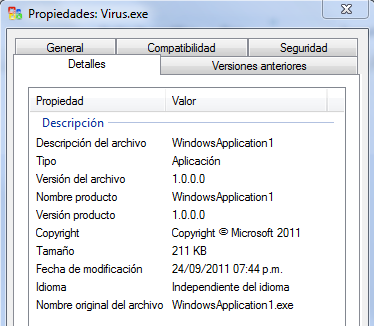 Propiedades: Virus.exe
General Compatibilidad Seguridad
Detalles Versiones anteriores
Propiedad Valor
Descripción
Descripción del archivo WindowsApplication1
Tipo Aplicación
Versión del archivo 1.0.0.0
Nombre producto WindowsApplication1
Versión producto 1.0.0.0
Copyright Copyright © Microsoft 2011
Tamaño 211 KB
Fecha de modificación 24/09/2011 07:44 p.m.
Idioma Independiente del idioma
Nombre original del archivo WindowsApplication1.exe